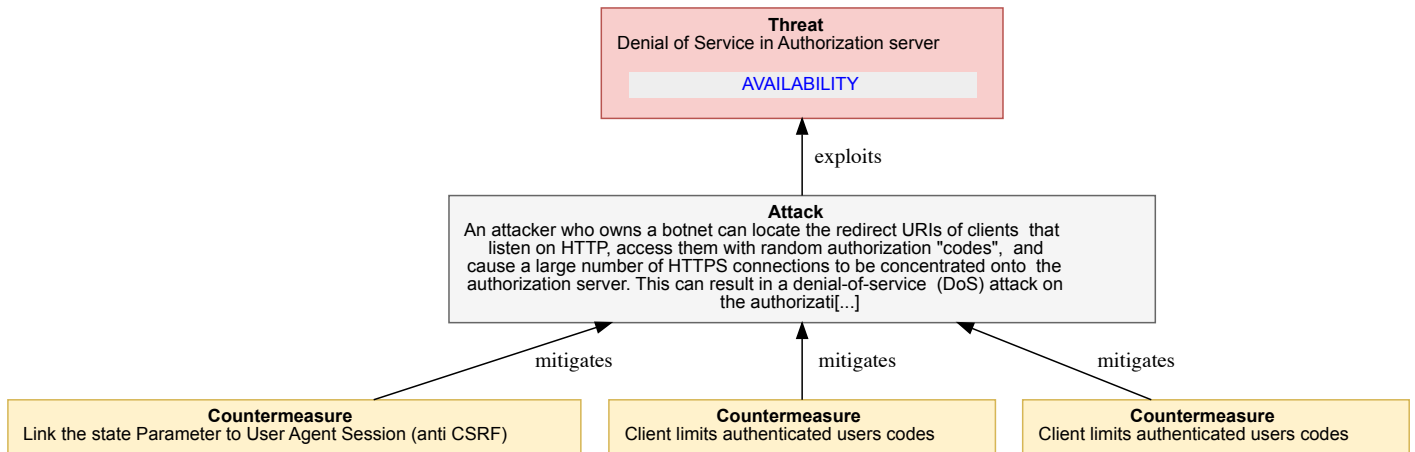 Threat
Denial of Service in Authorization server
AVAILABILITY
exploits
Attack
An attacker who owns a botnet can locate the redirect URIs of clients  that
listen on HTTP, access them with random authorization "codes",  and
cause a large number of HTTPS connections to be concentrated onto  the
authorization server. This can result in a denial-of-service  (DoS) attack on
the authorizati[...]
mitigates
mitigates
mitigates
Countermeasure
Link the state Parameter to User Agent Session (anti CSRF)
Countermeasure
Client limits authenticated users codes
Countermeasure
Client limits authenticated users codes